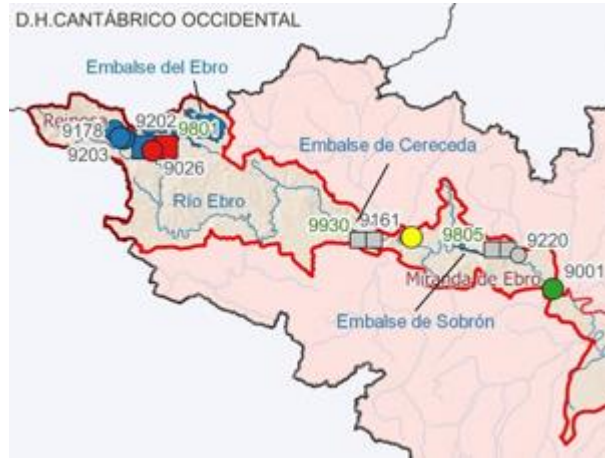 D.H.CANTÁBRICO OCCIDENTAL
Embalse del Ebro
Reinosa
9202
9178
9801
9203
9026
Embalse de Cereceda
Río Ebro
9930
9161
9805
9220
9001
Miranda de Ebro
Embalse de Sobrón